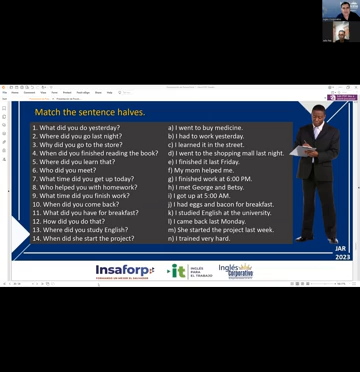 Match the sentence halves.
1. What did you do yesterday?
2. Where did you go last night?
3. Why did you go to the store?
4. When did you finished reading the book?
5. Where did you learn that?
6. Who did you meet?
7. What time did you get up today?
8. Who helped you with homework?
9. What time did you finish work?
10. When did you come back?
11. What did you have for breakfast?
12. How did you do that?
13. Where did you study English?
14. When did she start the project?
a) I went to buy medicine.
b) I had to work yesterday.
c) I learned it in the street.
d) I went to the shopping mall last night.
e) I finished it last Friday.
f) My mom helped me.
g) I finished work at 6:00 PM.
h) I met George and Betsy.
i) I got up at 5:00 AM.
j) I had eggs and bacon for breakfast.
k) I studied English at the university.
l) I came back last Monday.
m) She started the project last week.
n) I trained very hard.
JAR
2023
Insaforp
it
INGLÉS
PARA
EL TRABAJO
Inglés
corporative